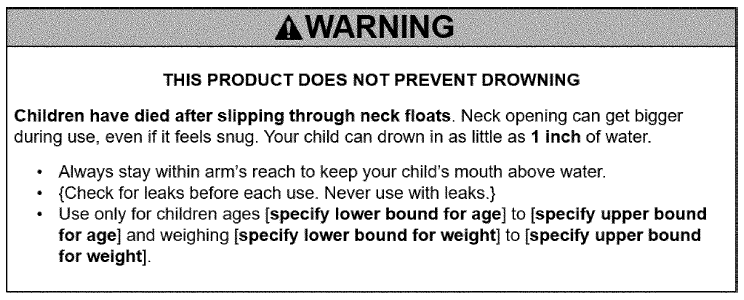 ⚠WARNING
THIS PRODUCT DOES NOT PREVENT DROWNING
Children have died after slipping through neck floats. Neck opening can get bigger
during use, even if it feels snug. Your child can drown in as little as 1 inch of water.
• Always stay within arm's reach to keep your child's mouth above water.
• {Check for leaks before each use. Never use with leaks.}
• Use only for children ages [specify lower bound for age] to [specify upper bound
for age] and weighing [specify lower bound for weight] to [specify upper bound
for weight].